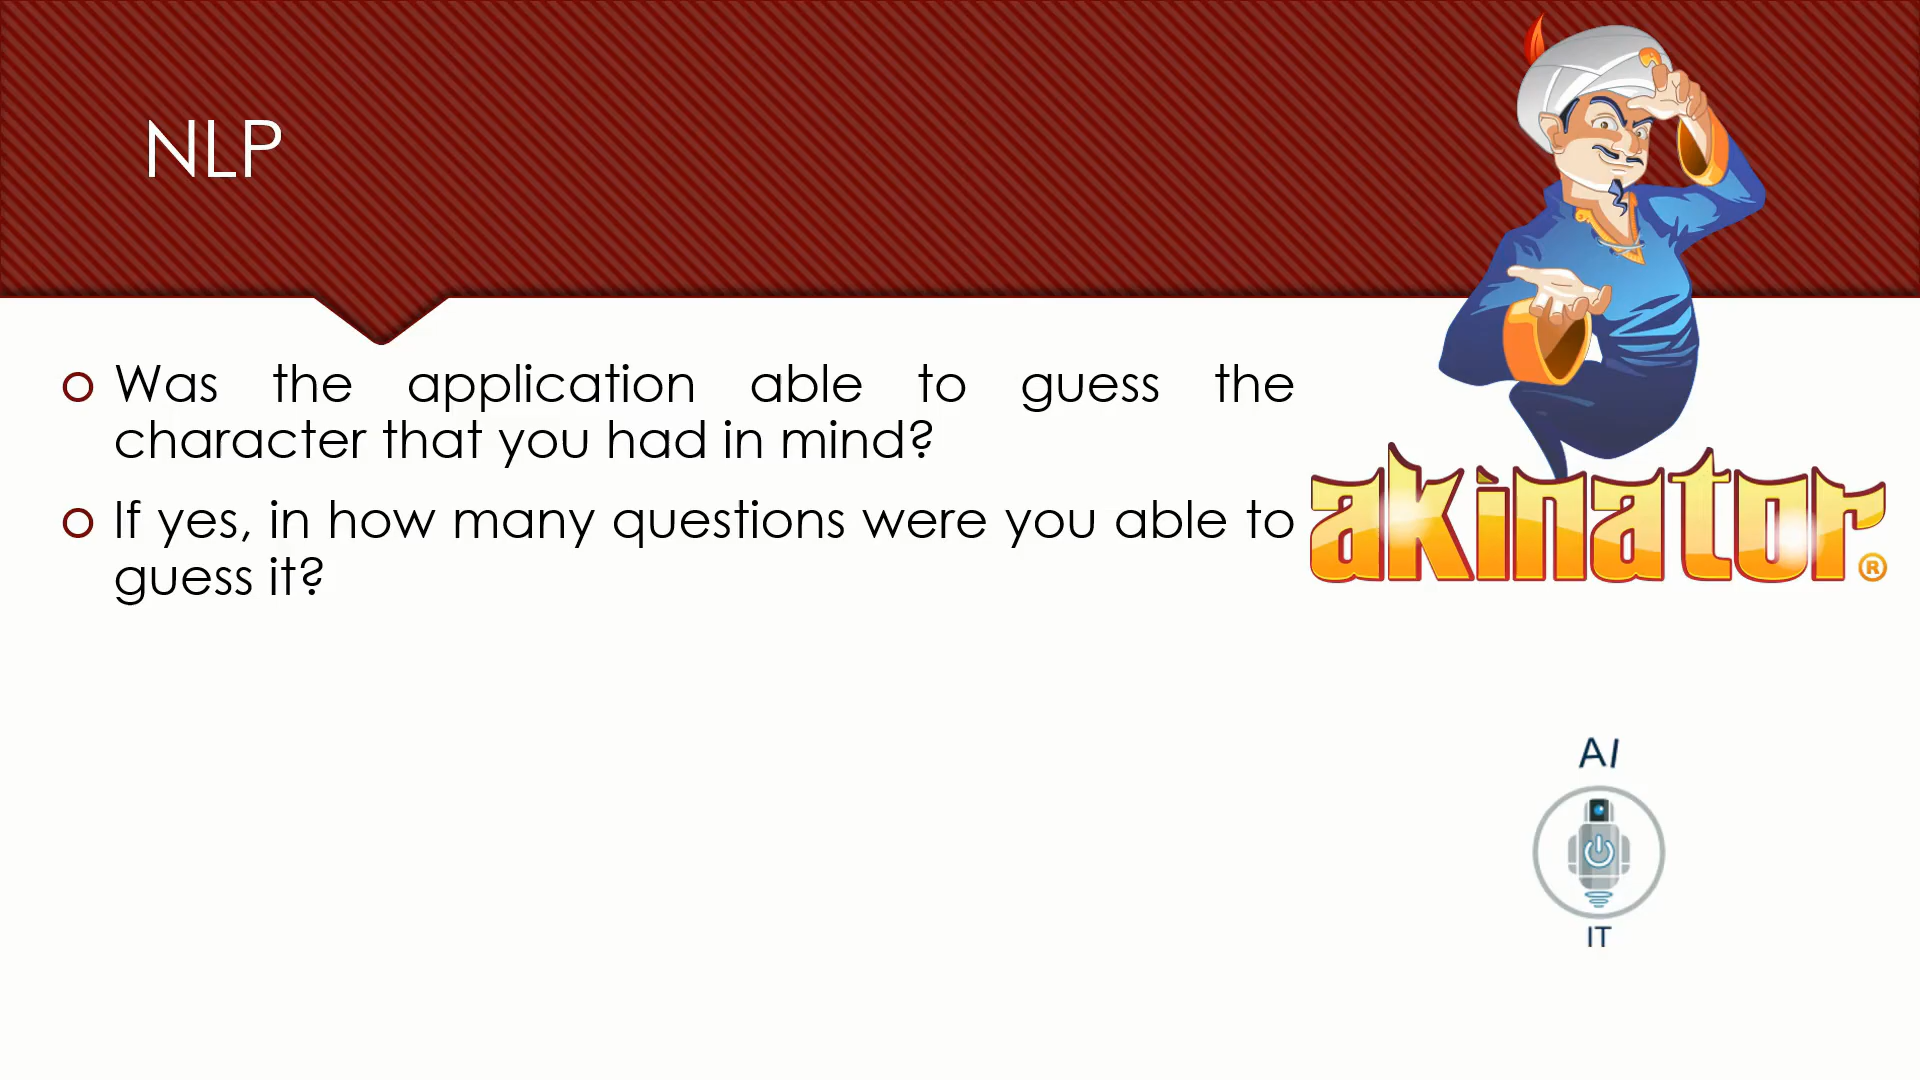 NLP
Was the application able to guess the
character that you had in mind?
If yes, in how many questions were you able to
guess it?
akinator®
AI
IT